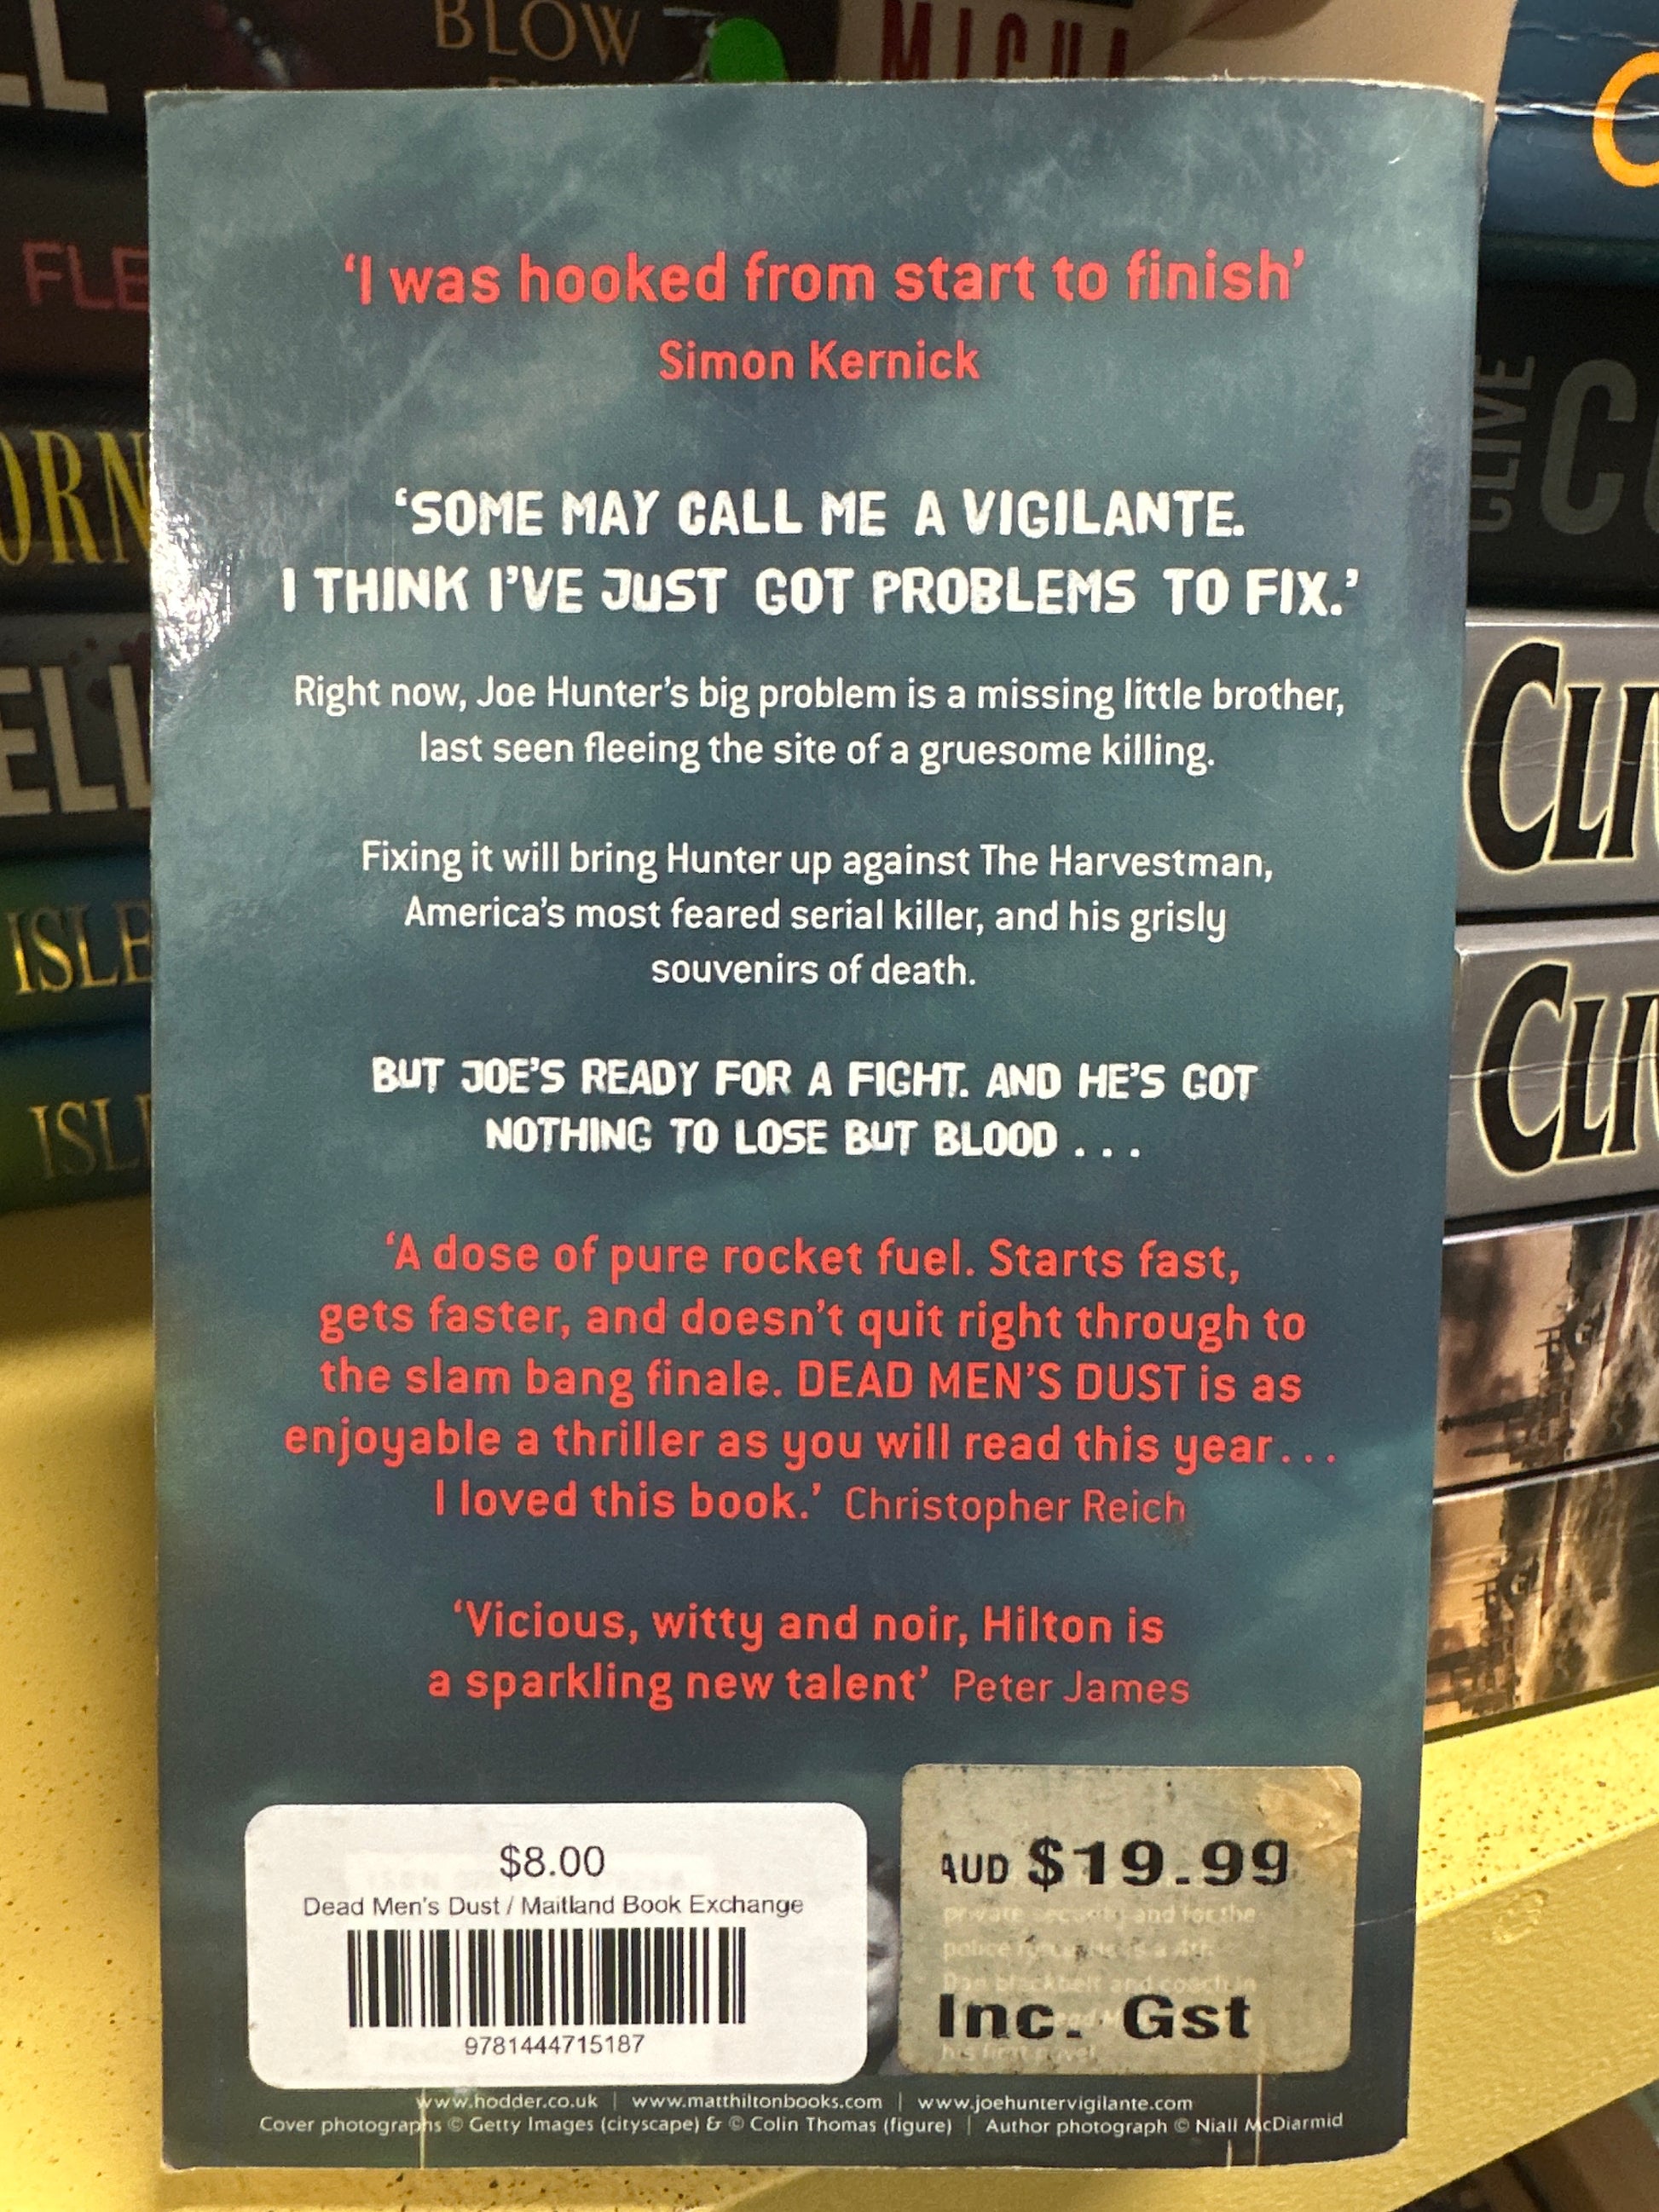 BLOW
‘I was hooked from start to finish’
Simon Kernick
‘SOME MAY CALL ME A VIGILANTE.
I THINK I’VE JUST GOT PROBLEMS TO FIX.’
Right now, Joe Hunter’s big problem is a missing little brother,
last seen fleeing the site of a gruesome killing.
Fixing it will bring Hunter up against The Harvestman,
America’s most feared serial killer, and his grisly
souvenirs of death.
BUT JOE’S READY FOR A FIGHT. AND HE’S GOT
NOTHING TO LOSE BUT BLOOD . . .
‘A dose of pure rocket fuel. Starts fast,
gets faster, and doesn’t quit right through to
the slam bang finale. DEAD MEN’S DUST is as
enjoyable a thriller as you will read this year...
I loved this book.’ Christopher Reich
‘Vicious, witty and noir, Hilton is
a sparkling new talent’ Peter James
$8.00
Dead Men's Dust / Maitland Book Exchange
9781444715187
AUD $19.99
private security and for the
Inc. Gst
his first novel
www.hodder.co.uk | www.matthiltonbooks.com | www.joehuntervigilante.com
Cover photographs © Getty Images (cityscape) & © Colin Thomas (figure) | Author photograph © Niall McDiarmid
CLIVE